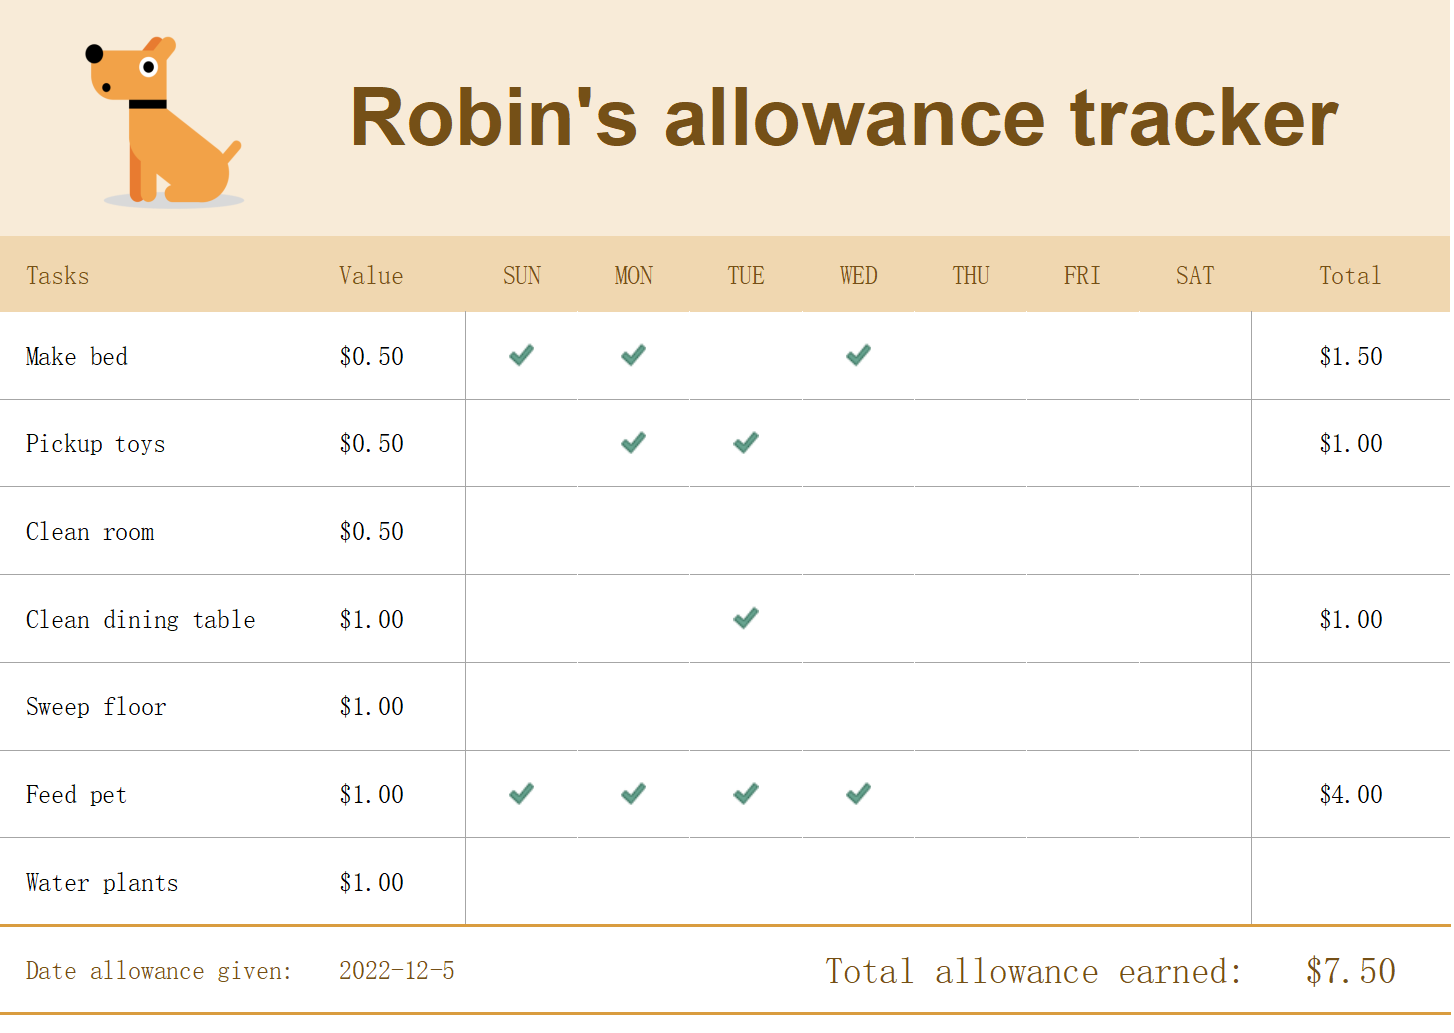 Robin's allowance tracker
Tasks Value SUN MON TUE WED THU FRI SAT Total
Make bed $0.50 $1.50
Pickup toys $0.50 $1.00
Clean room $0.50
Clean dining table $1.00 $1.00
Sweep floor $1.00
Feed pet $1.00 $4.00
Water plants $1.00
Date allowance given: 2022-12-5 Total allowance earned: $7.50